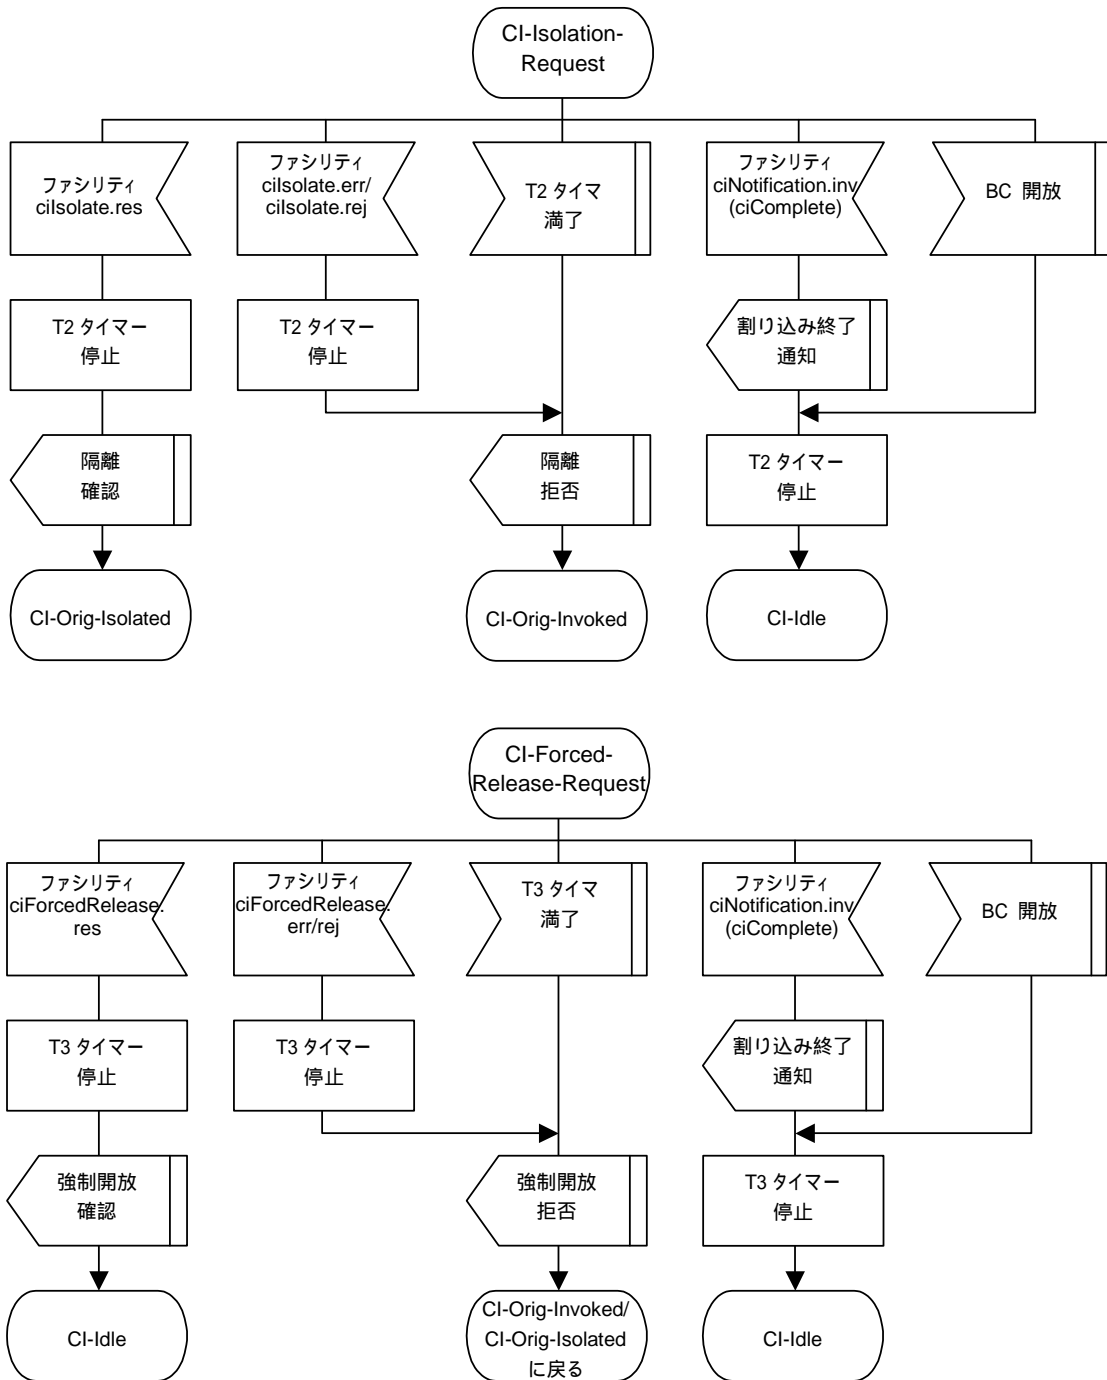 CI-Isolation-
Request
ファシリティ
ciIsolate.res
ファシリティ
ciIsolate.err/
ciIsolate.rej
T2 タイマ
満了
ファシリティ
ciNotification.inv
(ciComplete)
BC 開放
T2 タイマー
停止
T2 タイマー
停止
割り込み終了
通知
隔離
確認
隔離
拒否
T2 タイマー
停止
CI-Orig-Isolated
CI-Orig-Invoked
CI-Idle
CI-Forced-
Release-Request
ファシリティ
ciForcedRelease.
res
ファシリティ
ciForcedRelease.
err/rej
T3 タイマ
満了
ファシリティ
ciNotification.inv
(ciComplete)
BC 開放
T3 タイマー
停止
T3 タイマー
停止
割り込み終了
通知
強制開放
確認
強制開放
拒否
T3 タイマー
停止
CI-Idle
CI-Orig-Invoked/
CI-Orig-Isolated
に戻る
CI-Idle